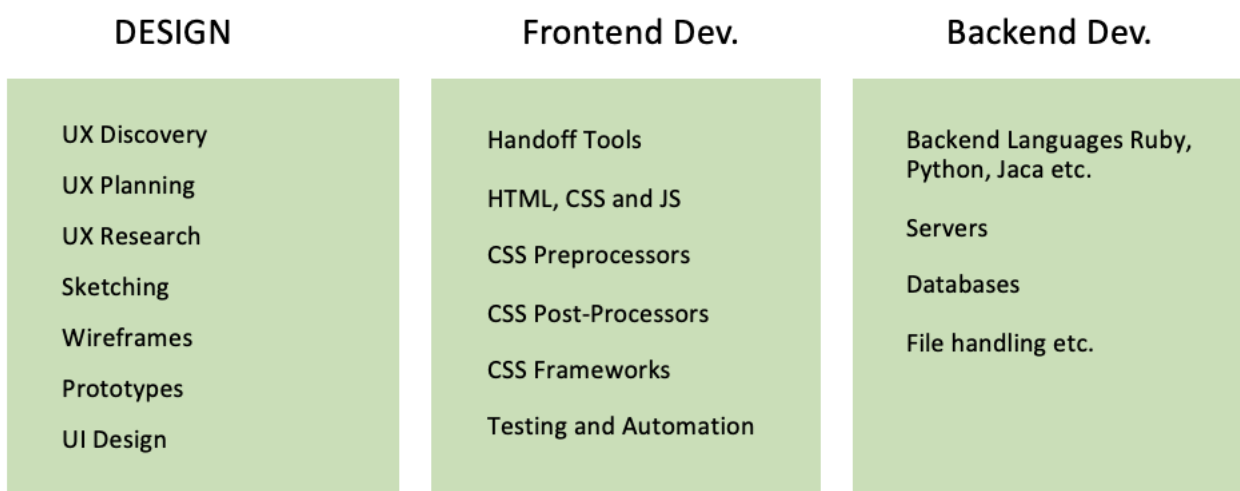 DESIGN
UX Discovery
UX Planning
UX Research
Sketching
Wireframes
Prototypes
UI Design
Frontend Dev.
Handoff Tools
HTML, CSS and JS
CSS Preprocessors
CSS Post-Processors
CSS Frameworks
Testing and Automation
Backend Dev.
Backend Languages Ruby,
Python, Jaca etc.
Servers
Databases
File handling etc.